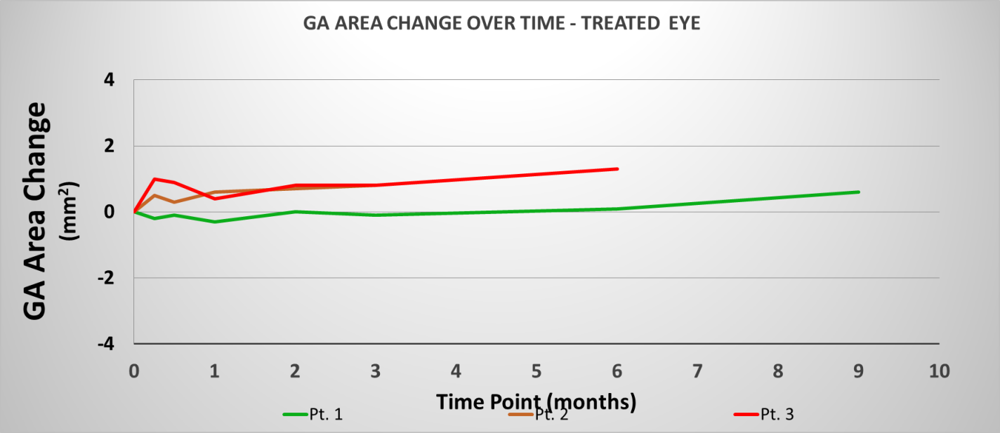 GA AREA CHANGE OVER TIME - TREATED EYE
GA Area Change
(mm²)
4
2
0
-2
-4
0 1 2 3 4 5 6 7 8 9 10
Time Point (months)
Pt. 1 Pt. 2 Pt. 3